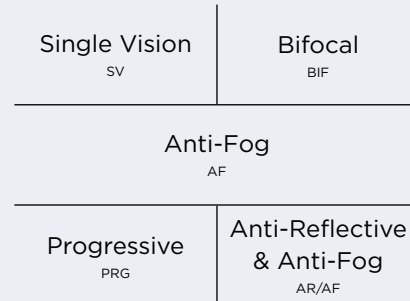 Single Vision
SV
Bifocal
BIF
Anti-Fog
AF
Progressive
PRG
Anti-Reflective
& Anti-Fog
AR/AF